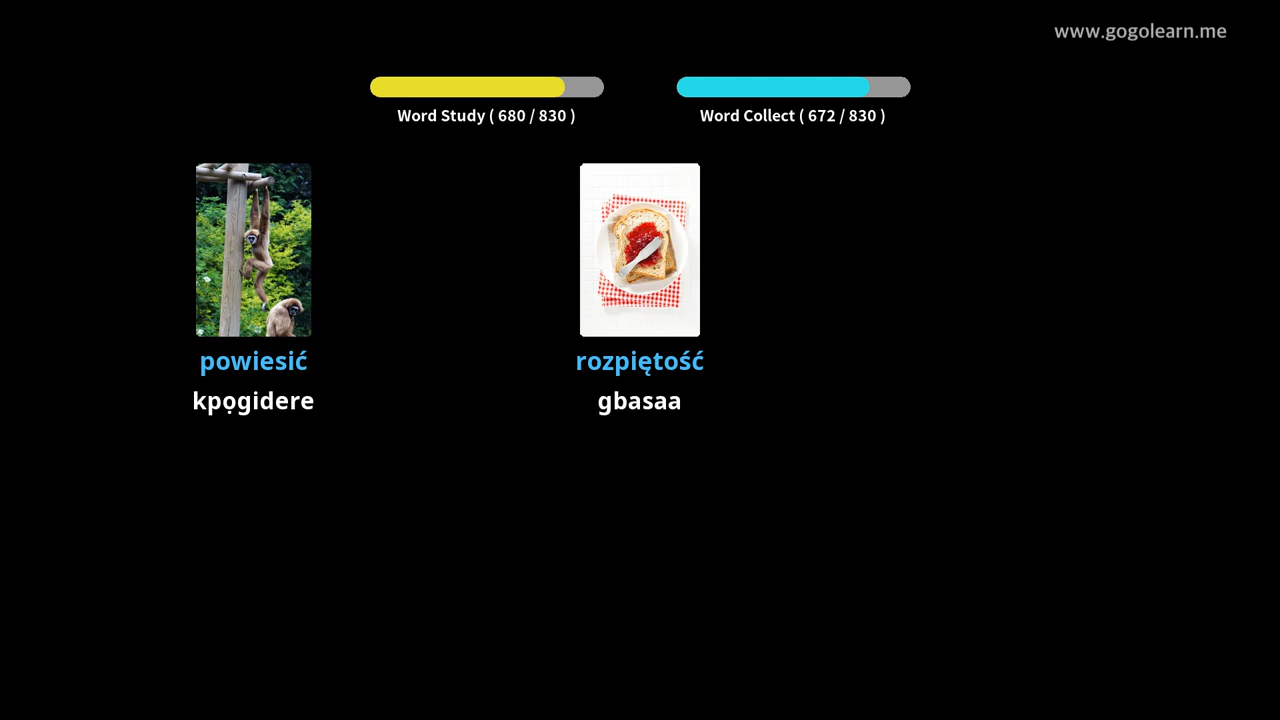 www.gogolearn.me
Word Study ( 680 / 830 )
Word Collect ( 672 / 830 )
powiesić
kpọgidere
rozpiętość
gbasaa